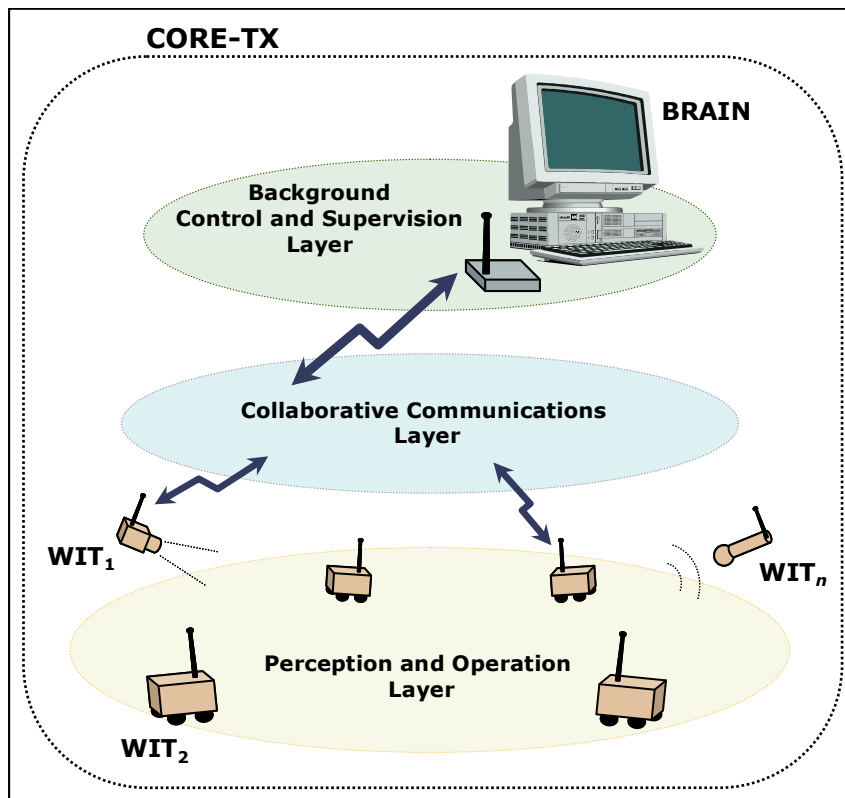 CORE-TX
BRAIN
Background
Control and Supervision
Layer
Collaborative Communications
Layer
WIT₁
WITₙ
Perception and Operation
Layer
WIT₂